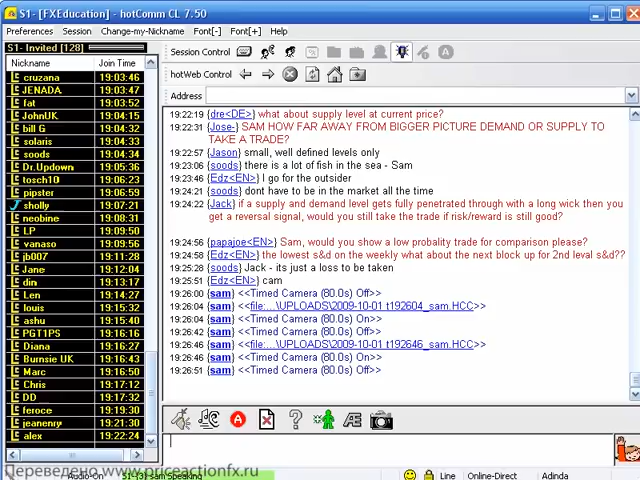 S1- [FXEducation] - hotComm CL 7.50
Preferences Session Change-my-Nickname Font[-] Font[+] Help
S1- Invited [128]
Nickname Join Time
cruzana 19:03:46
JENADA. 19:03:47
fat 19:03:52
JohnUK 19:04:15
bill G 19:04:32
solaris 19:04:33
soods 19:04:34
Dr.Updown 19:05:36
tosch10 19:06:23
pipster 19:06:59
sholly 19:07:21
neobine 19:08:31
LP 19:09:50
vanaso 19:09:56
jb007 19:11:28
Jane 19:12:04
din 19:13:17
Len 19:14:27
louis 19:15:32
ashu 19:15:40
PGT1PS 19:16:40
Diana 19:16:27
Burnsie UK 19:16:43
Marc 19:16:50
Chris 19:17:12
DD 19:17:32
feroce 19:19:30
jeanenry 19:21:30
alex 19:22:24
Session Control
hotWeb Control
Address
19:22:19 {dre<DE>} what about supply level at current price?
19:22:31 {Jose-} SAM HOW FAR AWAY FROM BIGGER PICTURE DEMAND OR SUPPLY TO
TAKE A TRADE?
19:22:57 {Jason} small, well defined levels only
19:23:06 {soods} there is a lot of fish in the sea - Sam
19:23:46 {Edz<EN>} I go for the outsider
19:24:21 {soods} dont have to be in the market all the time
19:24:38 {Jack} if a supply and demand level gets fully penetrated through with a long wick then you
get a reversal signal, would you still take the trade if risk/reward is still good?
19:24:56 {papajoe<EN>} Sam, would you show a low probality trade for comparison please?
19:24:58 {Edz<EN>} the lowest s&d on the weekly what about the next block up for 2nd leval s&d??
19:25:28 {soods} Jack - its just a loss to be taken
19:25:51 {Edz<EN>} cam
19:26:00 {sam} <<Timed Camera (80.0s) Off>>
19:26:04 {sam} <<file:...\UPLOADS\2009-10-01 t192604_sam.HCC>>
19:26:04 {sam} <<Timed Camera (80.0s) On>>
19:26:42 {sam} <<Timed Camera (80.0s) Off>>
19:26:46 {sam} <<file:...\UPLOADS\2009-10-01 t192646_sam.HCC>>
19:26:46 {sam} <<Timed Camera (80.0s) On>>
19:26:51 {sam} <<Timed Camera (80.0s) Off>>
Переведено www.priceactionfx.ru
Audio-On S1-(3) sam Speaking Line Online-Direct Adinda